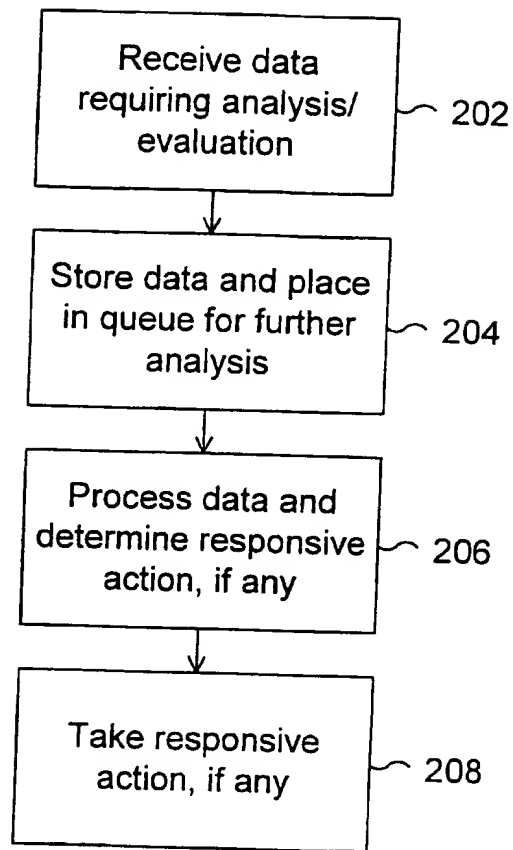 Receive data
requiring analysis/
evaluation
202
Store data and place
in queue for further
analysis
204
Process data and
determine responsive
action, if any
206
Take responsive
action, if any
208